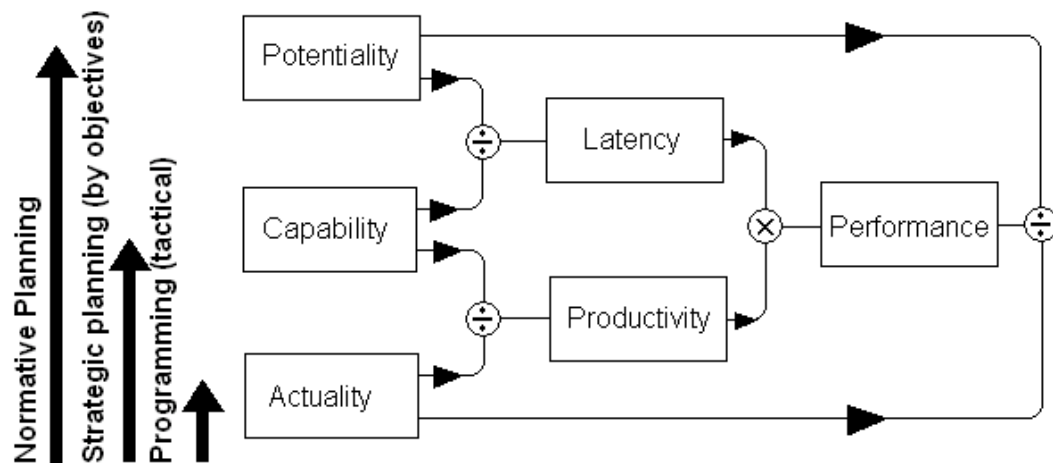 Normative Planning
Strategic planning (by objectives)
Programming (tactical)
Potentiality
Capability
Actuality
÷
÷
Latency
Productivity
×
Performance
÷